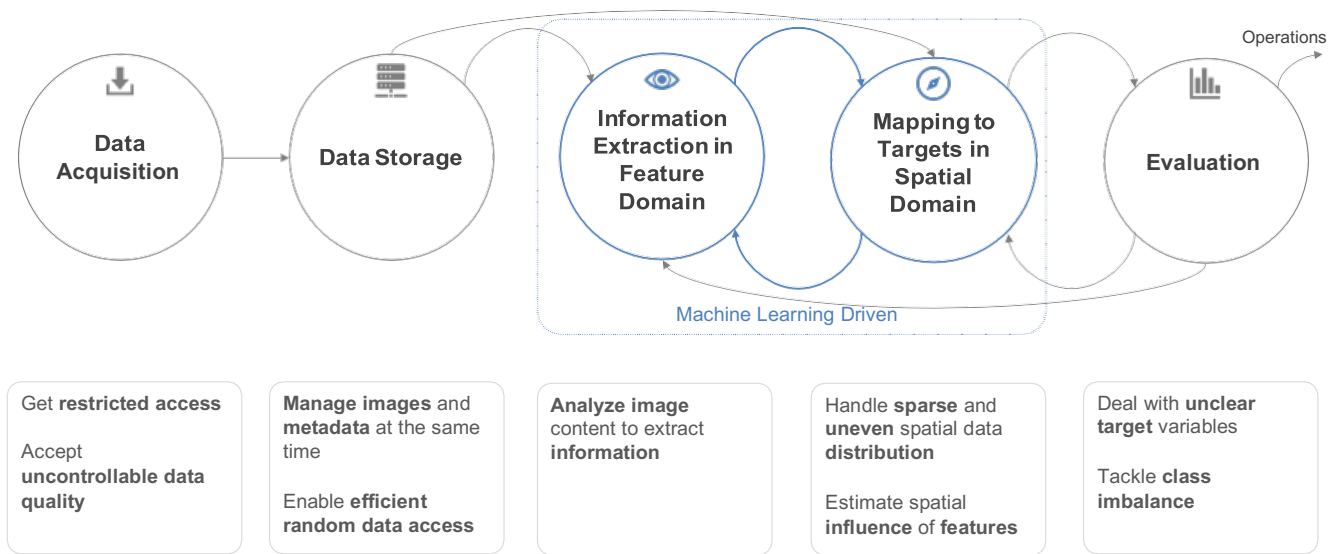 Operations
Data
Acquisition
Data Storage
Information
Extraction in
Feature
Domain
Mapping to
Targets in
Spatial
Domain
Evaluation
Machine Learning Driven
Get restricted access
Accept
uncontrollable data
quality
Manage images and
metadata at the same
time
Enable efficient
random data access
Analyze image
content to extract
information
Handle sparse and
uneven spatial data
distribution
Estimate spatial
influence of features
Deal with unclear
target variables
Tackle class
imbalance